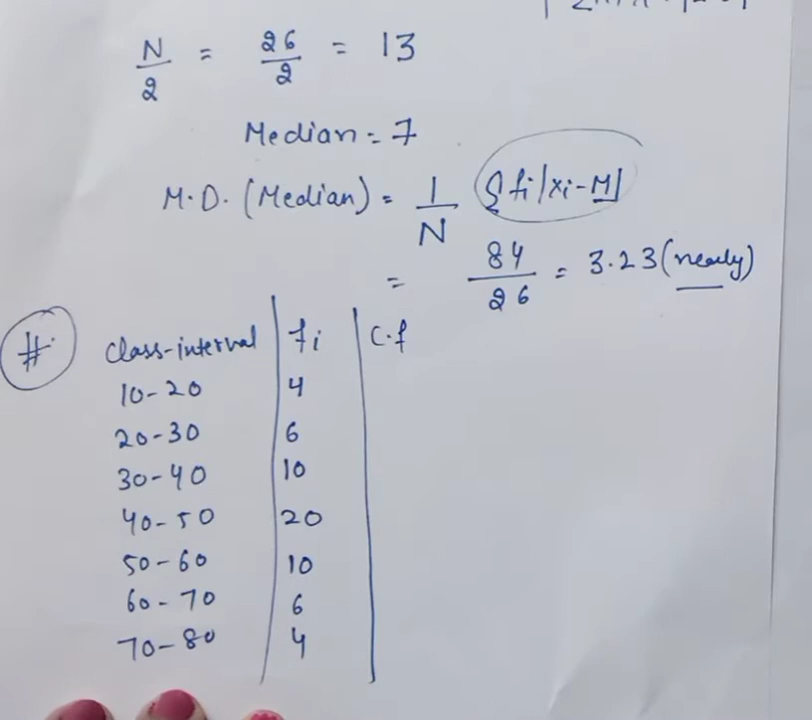 N/2 = 26/2 = 13
Median = 7
M.D. (Median) = 1/N Σfi|xi-M|
= 84/26 = 3.23 (nearly)
# class-interval fi C.f
10-20 4
20-30 6
30-40 10
40-50 20
50-60 10
60-70 6
70-80 4